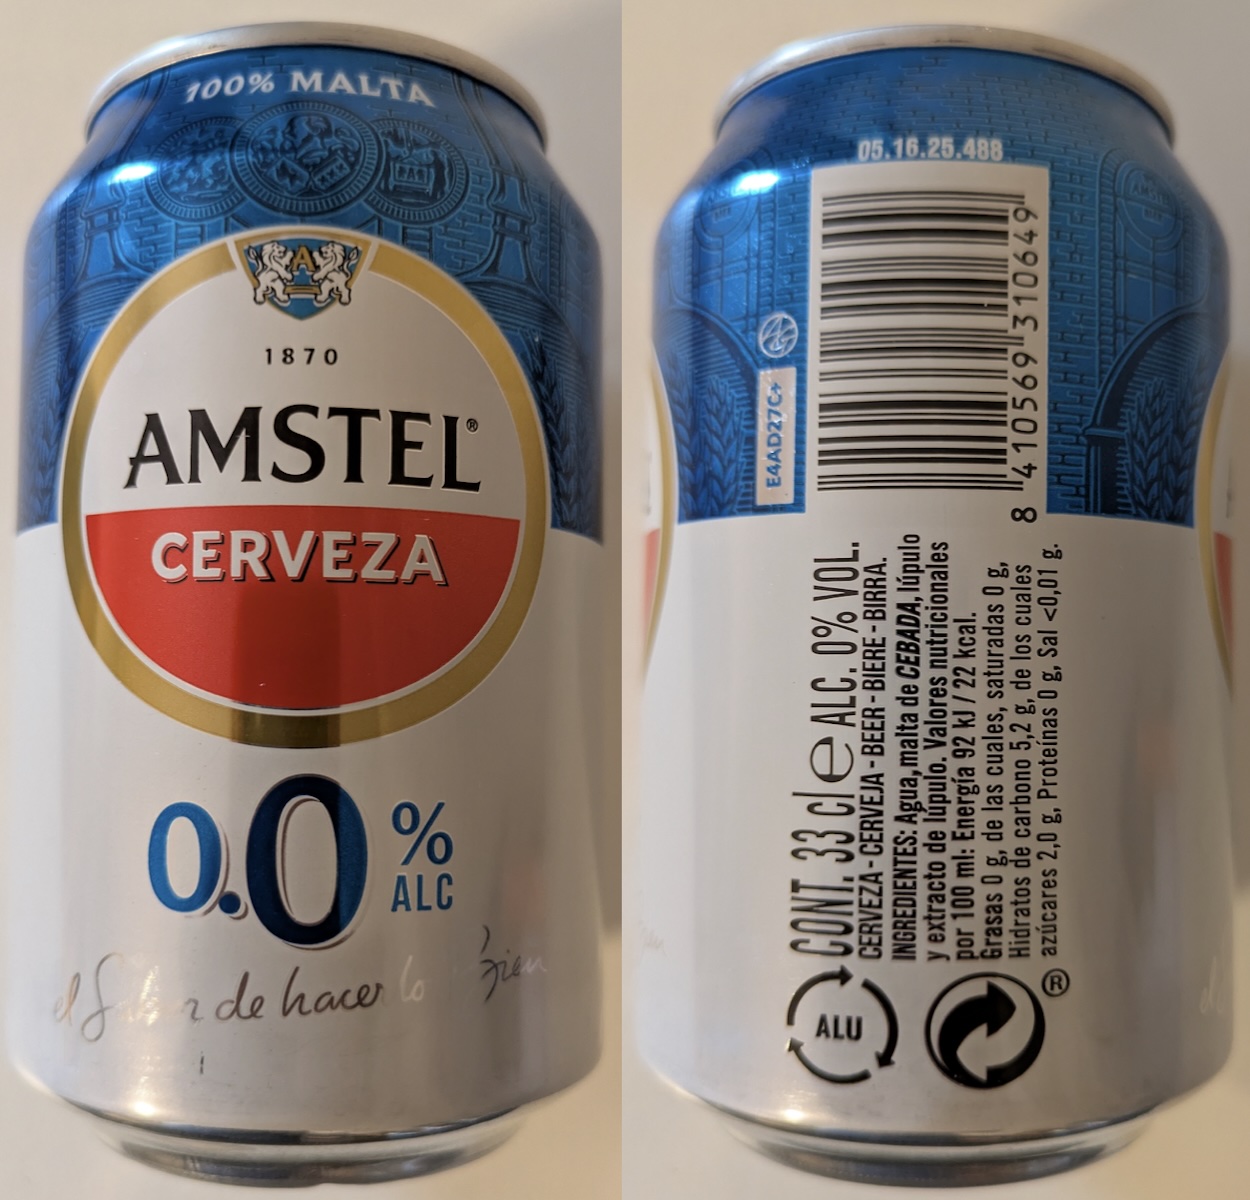 100% MALTA
A
1870
AMSTEL®
CERVEZA
0.0 %
ALC
el de hacer lo bien
05.16.25.488
E4AD27C+
8 410569 310649
CONT. 33 cl e ALC. 0% VOL.
CERVEZA - CERVEJA - BEER - BIERE - BIRRA.
INGREDIENTES: Agua, malta de CEBADA, lúpulo
y extracto de lúpulo. Valores nutricionales
por 100 ml: Energía 92 kJ / 22 kcal.
Grasas 0 g, de las cuales, saturadas 0 g,
Hidratos de carbono 5,2 g, de los cuales
azúcares 2,0 g, Proteínas 0 g, Sal <0,01 g.
ALU
®